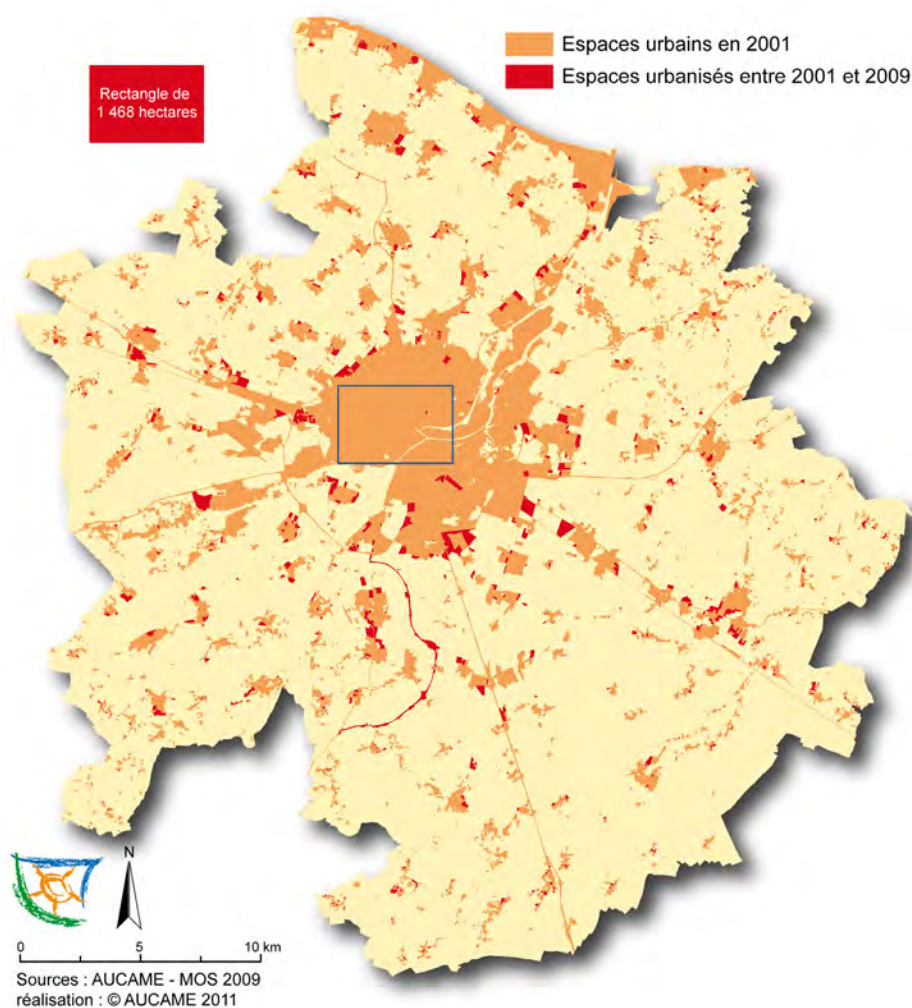 Espaces urbains en 2001
Espaces urbanisés entre 2001 et 2009
Rectangle de
1 468 hectares
N
0 5 10 km
Sources : AUCAME - MOS 2009
réalisation : © AUCAME 2011